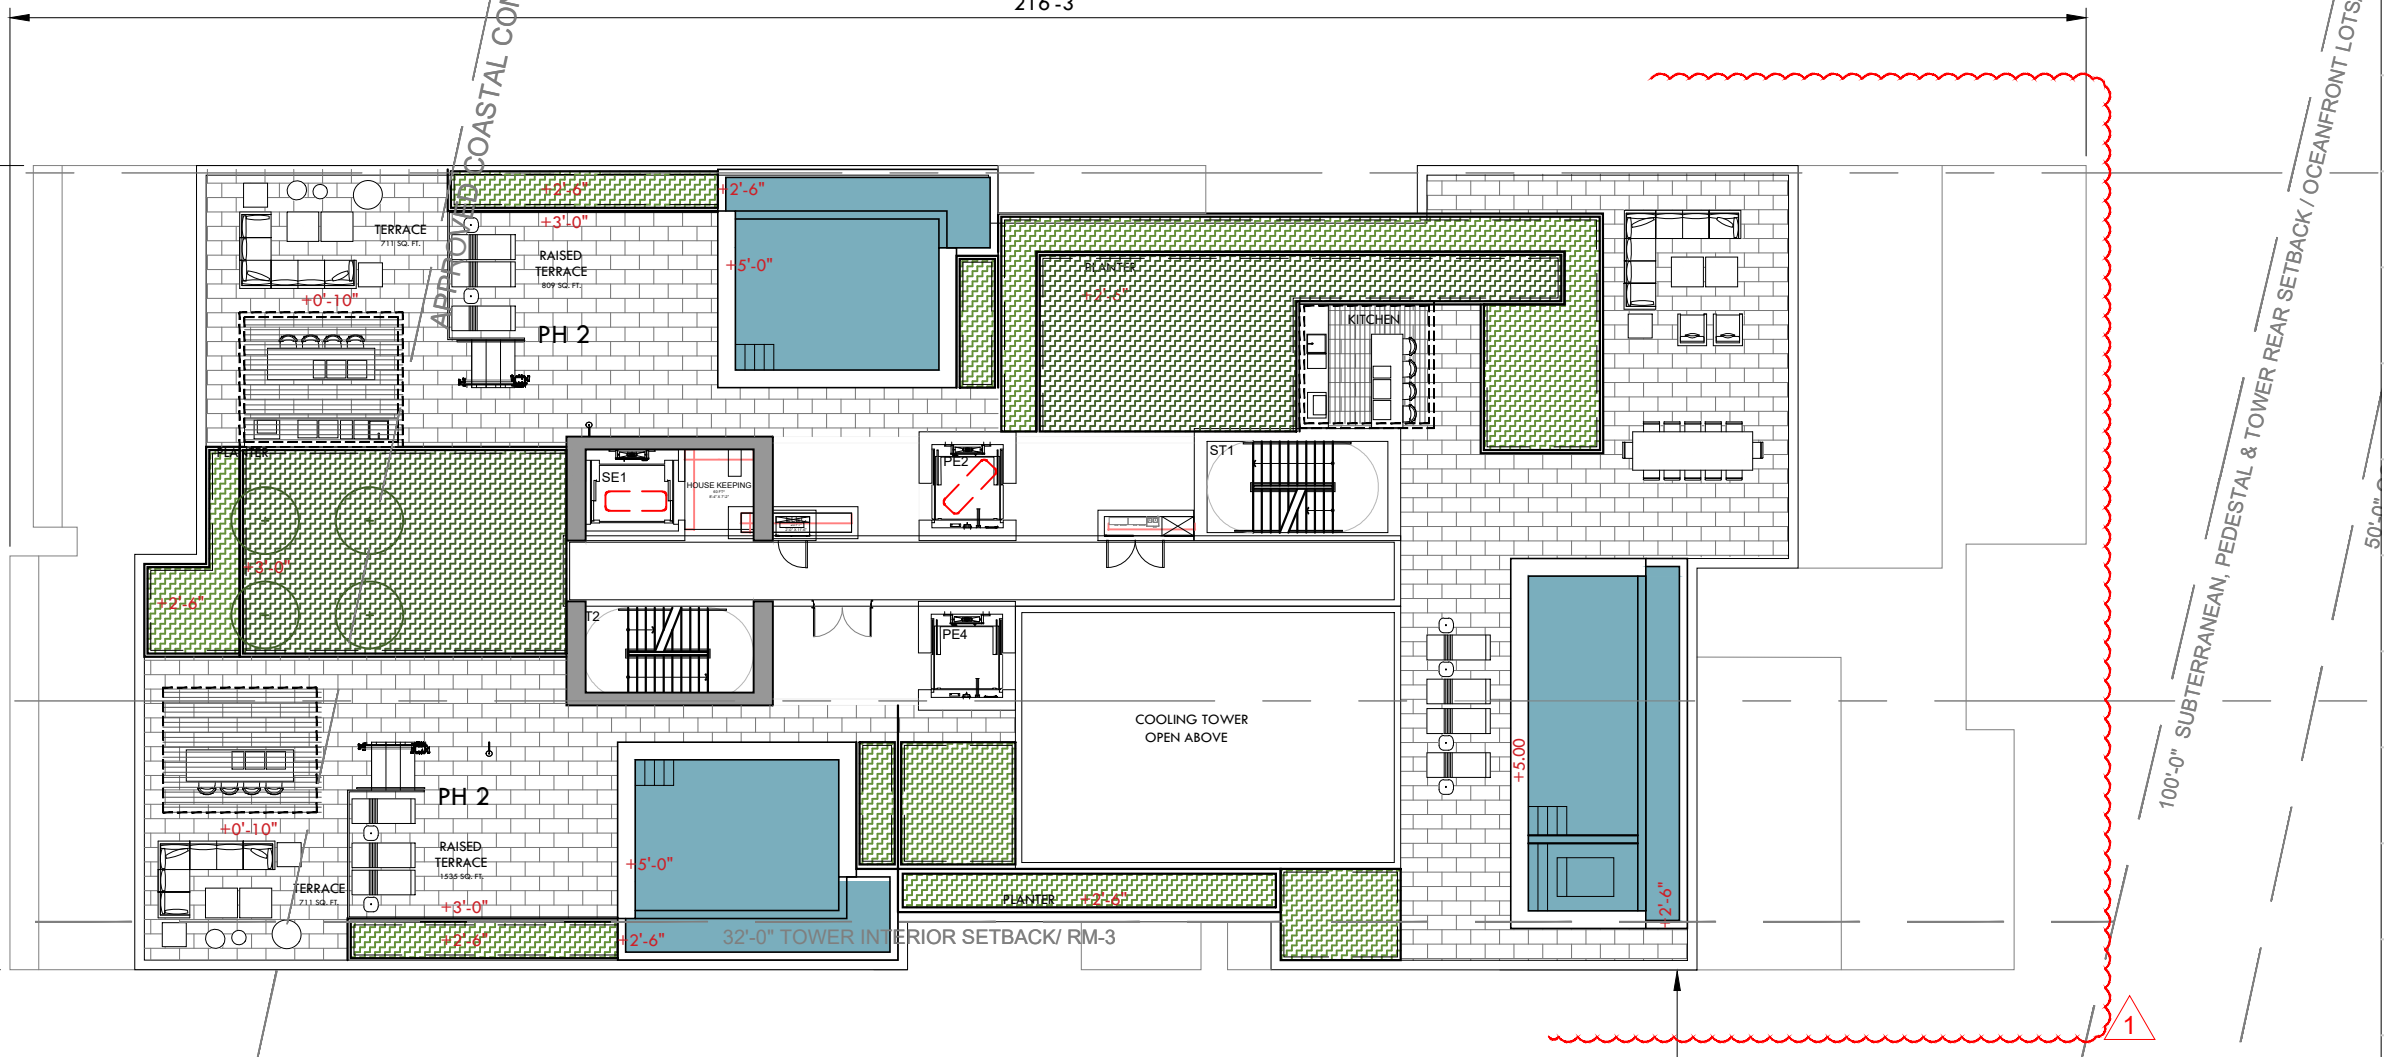 216'-3"
APPROVED COASTAL CON
TERRACE
711 SQ. FT.
+2'-6"
+2'-6"
+3'-0"
RAISED
TERRACE
809 SQ. FT.
+0'-10"
+5'-0"
PH 2
PLANTER
KITCHEN
PLANTER
SE1
HOUSE KEEPING
PE2
ST1
+3'-0"
+2'-6"
T2
PE4
COOLING TOWER
OPEN ABOVE
PH 2
+0'-10"
RAISED
TERRACE
1535 SQ. FT.
TERRACE
711 SQ. FT.
+3'-0"
+2'-6"
+5'-0"
+2'-6"
32'-0" TOWER INTERIOR SETBACK/ RM-3
PLANTER
+2'-6"
+5.00
+2'-6"
100'-0" SUBTERRANEAN, PEDESTAL & TOWER REAR SETBACK / OCEANFRONT LOTS
50'-0"
1